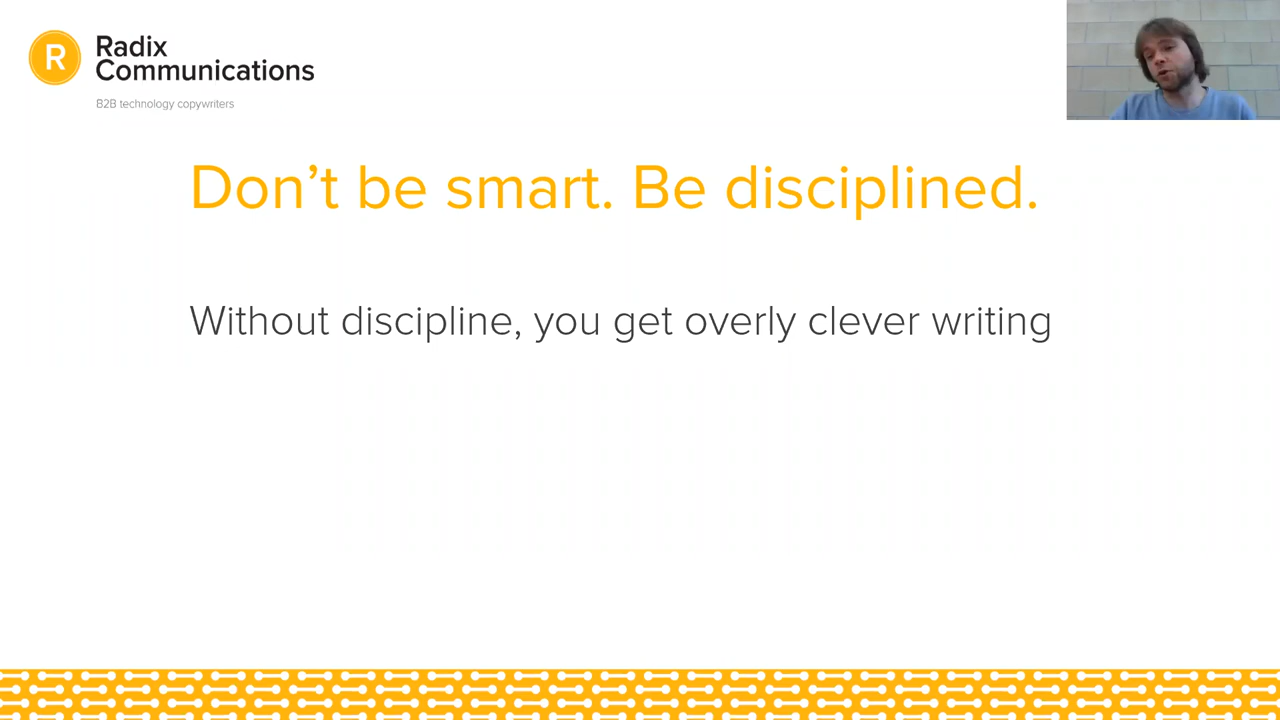 R
Radix
Communications
B2B technology copywriters
Don’t be smart. Be disciplined.
Without discipline, you get overly clever writing